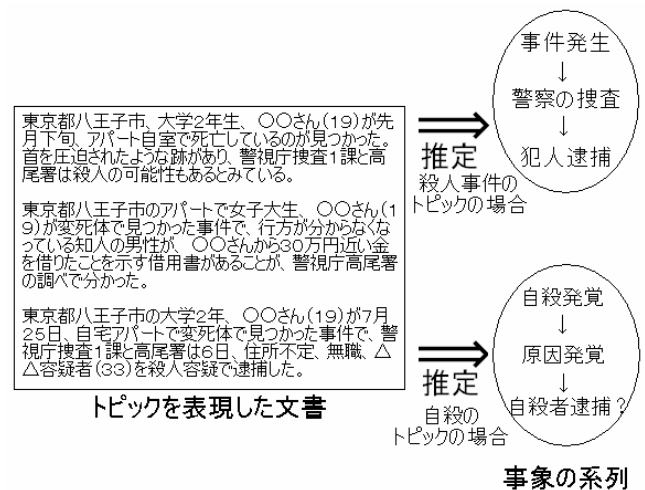 東京都八王子市、大学2年生、〇〇さん(19)が先
月下旬、アパート自室で死亡しているのが見つかった。
首を圧迫されたような跡があり、警視庁捜査1課と高
尾署は殺人の可能性もあるとみている。
東京都八王子市のアパートで女子大生、〇〇さん(1
9)が変死体で見つかった事件で、行方が分からなくな
っている知人の男性が、〇〇さんから30万円近い金
を借りたことを示す借用書があることが、警視庁高尾署
の調べで分かった。
東京都八王子市の大学2年、〇〇さん(19)が7月
25日、自宅アパートで変死体で見つかった事件で、警
視庁捜査1課と高尾署は6日、住所不定、無職、△
△容疑者(33)を殺人容疑で逮捕した。
トピックを表現した文書
⇒
推定
殺人事件の
トピックの場合
⇒
推定
自殺の
トピックの場合
事件発生
↓
警察の捜査
↓
犯人逮捕
自殺発覚
↓
原因発覚
↓
自殺者逮捕?
事象の系列